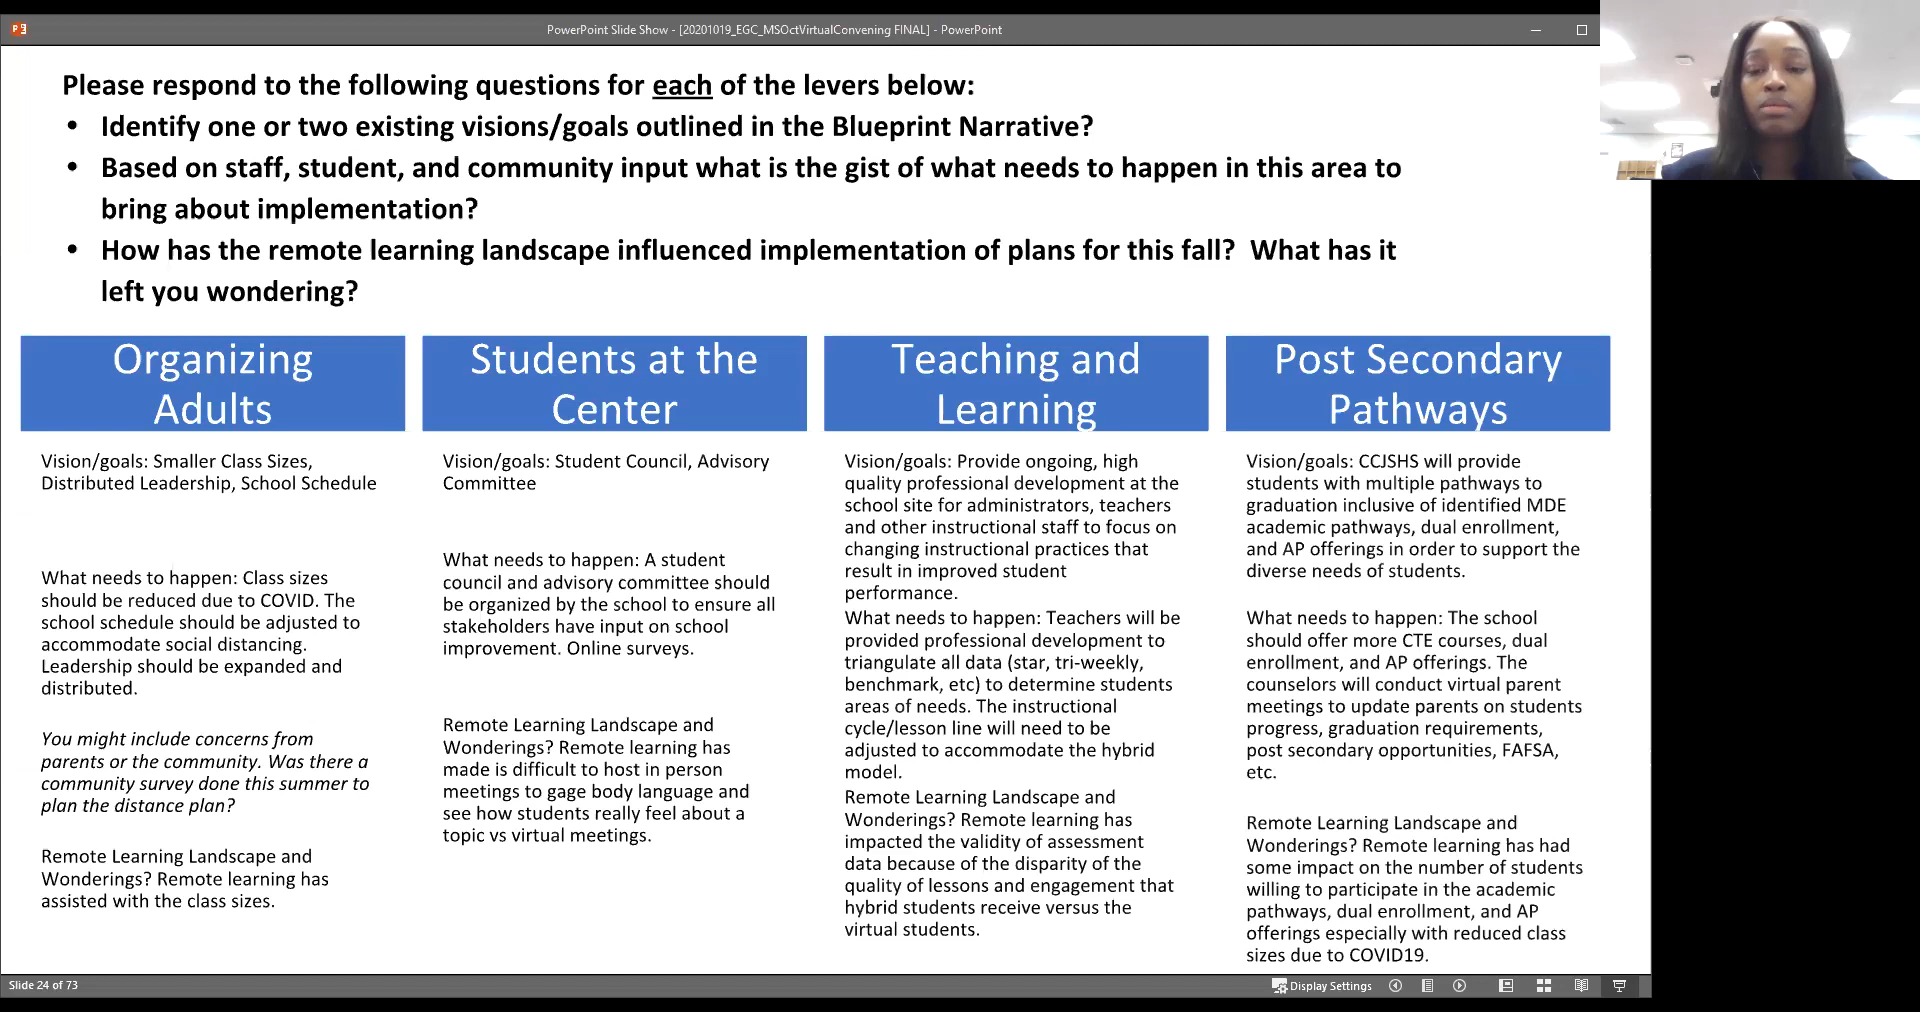 PowerPoint Slide Show - [20201019_EGC_MSOctVirtualConvening FINAL] - PowerPoint
Please respond to the following questions for each of the levers below:
• Identify one or two existing visions/goals outlined in the Blueprint Narrative?
• Based on staff, student, and community input what is the gist of what needs to happen in this area to
bring about implementation?
• How has the remote learning landscape influenced implementation of plans for this fall?  What has it
left you wondering?
Organizing
Adults
Vision/goals: Smaller Class Sizes,
Distributed Leadership, School Schedule
What needs to happen: Class sizes
should be reduced due to COVID. The
school schedule should be adjusted to
accommodate social distancing.
Leadership should be expanded and
distributed.
You might include concerns from
parents or the community. Was there a
community survey done this summer to
plan the distance plan?
Remote Learning Landscape and
Wonderings? Remote learning has
assisted with the class sizes.
Students at the
Center
Vision/goals: Student Council, Advisory
Committee
What needs to happen: A student
council and advisory committee should
be organized by the school to ensure all
stakeholders have input on school
improvement. Online surveys.
Remote Learning Landscape and
Wonderings? Remote learning has
made is difficult to host in person
meetings to gage body language and
see how students really feel about a
topic vs virtual meetings.
Teaching and
Learning
Vision/goals: Provide ongoing, high
quality professional development at the
school site for administrators, teachers
and other instructional staff to focus on
changing instructional practices that
result in improved student
performance.
What needs to happen: Teachers will be
provided professional development to
triangulate all data (star, tri-weekly,
benchmark, etc) to determine students
areas of needs. The instructional
cycle/lesson line will need to be
adjusted to accommodate the hybrid
model.
Remote Learning Landscape and
Wonderings? Remote learning has
impacted the validity of assessment
data because of the disparity of the
quality of lessons and engagement that
hybrid students receive versus the
virtual students.
Post Secondary
Pathways
Vision/goals: CCJSHS will provide
students with multiple pathways to
graduation inclusive of identified MDE
academic pathways, dual enrollment,
and AP offerings in order to support the
diverse needs of students.
What needs to happen: The school
should offer more CTE courses, dual
enrollment, and AP offerings. The
counselors will conduct virtual parent
meetings to update parents on students
progress, graduation requirements,
post secondary opportunities, FAFSA,
etc.
Remote Learning Landscape and
Wonderings? Remote learning has had
some impact on the number of students
willing to participate in the academic
pathways, dual enrollment, and AP
offerings especially with reduced class
sizes due to COVID19.
Slide 24 of 73
Display Settings